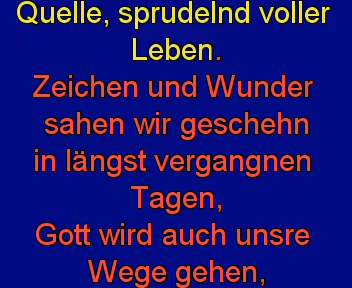 Quelle, sprudelnd voller
Leben.
Zeichen und Wunder
sahen wir geschehn
in längst vergangnen
Tagen,
Gott wird auch unsre
Wege gehen,